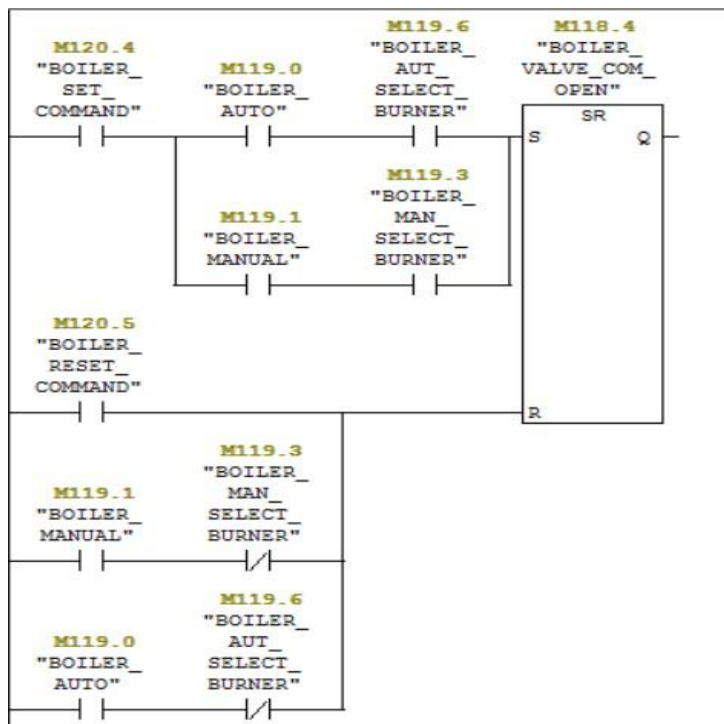 M120.4
"BOILER_
SET_
COMMAND"
M119.0
"BOILER_
AUTO"
M119.6
"BOILER_
AUT_
SELECT_
BURNER"
M118.4
"BOILER_
VALVE_COM_
OPEN"
SR
S
Q
M119.1
"BOILER_
MANUAL"
M119.3
"BOILER_
MAN_
SELECT_
BURNER"
M120.5
"BOILER_
RESET_
COMMAND"
R
M119.1
"BOILER_
MANUAL"
M119.3
"BOILER_
MAN_
SELECT_
BURNER"
M119.0
"BOILER_
AUTO"
M119.6
"BOILER_
AUT_
SELECT_
BURNER"